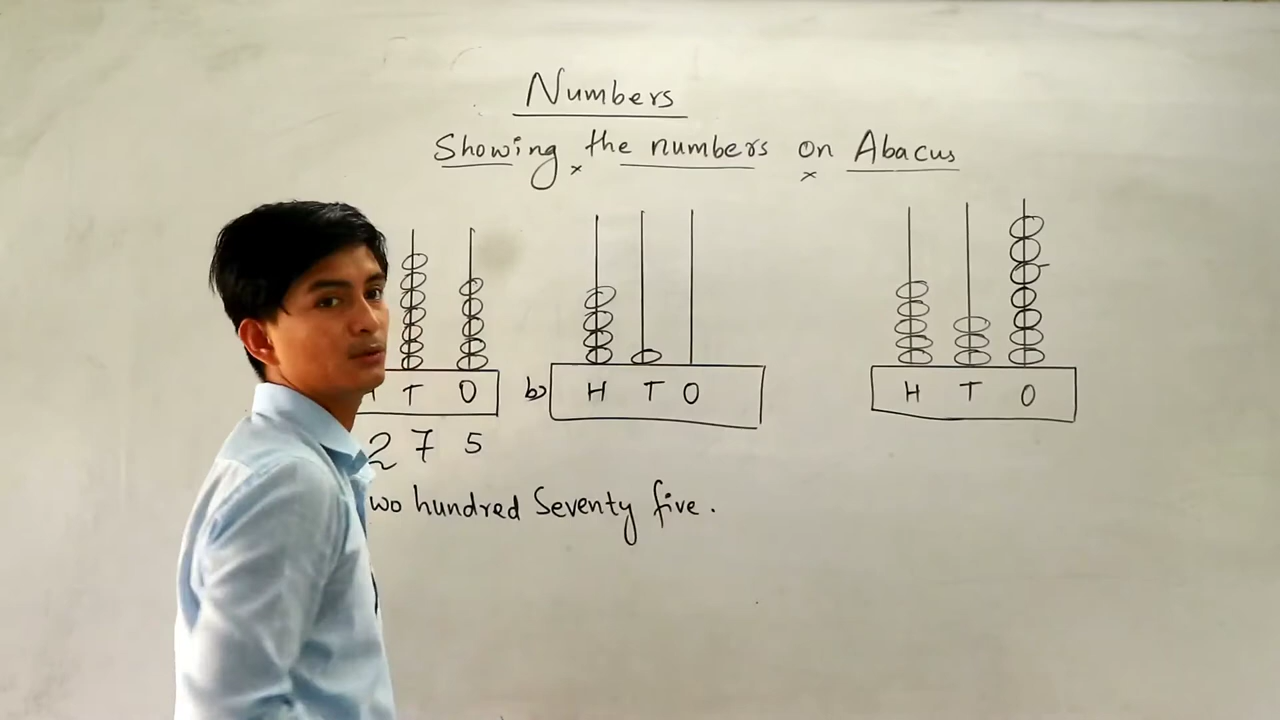 Numbers
Showing the numbers on Abacus
x x
T O
b) H T O
H T O
2 7 5
wo hundred Seventy five.